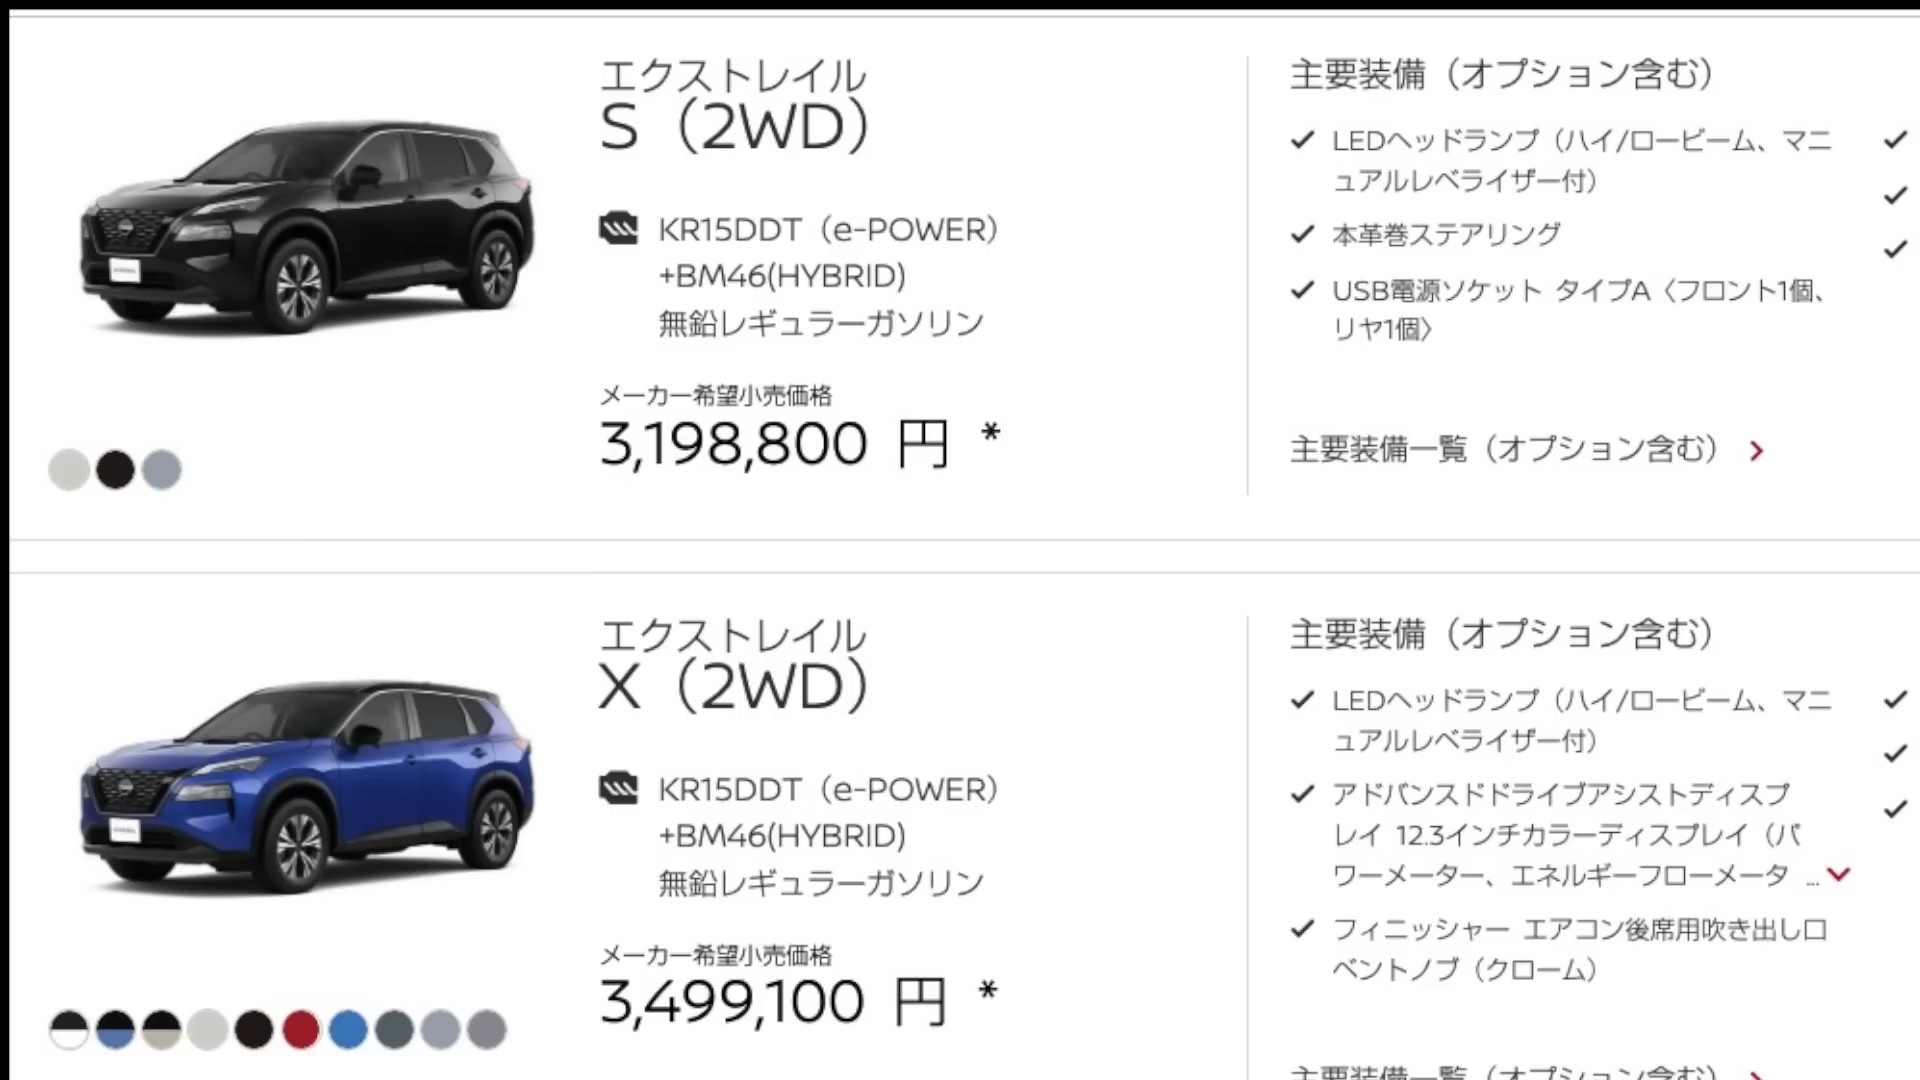 エクストレイル
S（2WD）
KR15DDT（e-POWER）
+BM46(HYBRID)
無鉛レギュラーガソリン
メーカー希望小売価格
3,198,800 円 *
主要装備（オプション含む）
LEDヘッドランプ（ハイ/ロービーム、マニ
ュアルレベライザー付）
本革巻ステアリング
USB電源ソケット タイプA〈フロント1個、
リヤ1個〉
主要装備一覧（オプション含む）
エクストレイル
X（2WD）
KR15DDT（e-POWER）
+BM46(HYBRID)
無鉛レギュラーガソリン
メーカー希望小売価格
3,499,100 円 *
主要装備（オプション含む）
LEDヘッドランプ（ハイ/ロービーム、マニ
ュアルレベライザー付）
アドバンスドドライブアシストディスプ
レイ 12.3インチカラーディスプレイ（パ
ワーメーター、エネルギーフローメータ ...
フィニッシャー エアコン後席用吹き出し口
ベントノブ（クローム）
主要装備一覧（オプション含む）